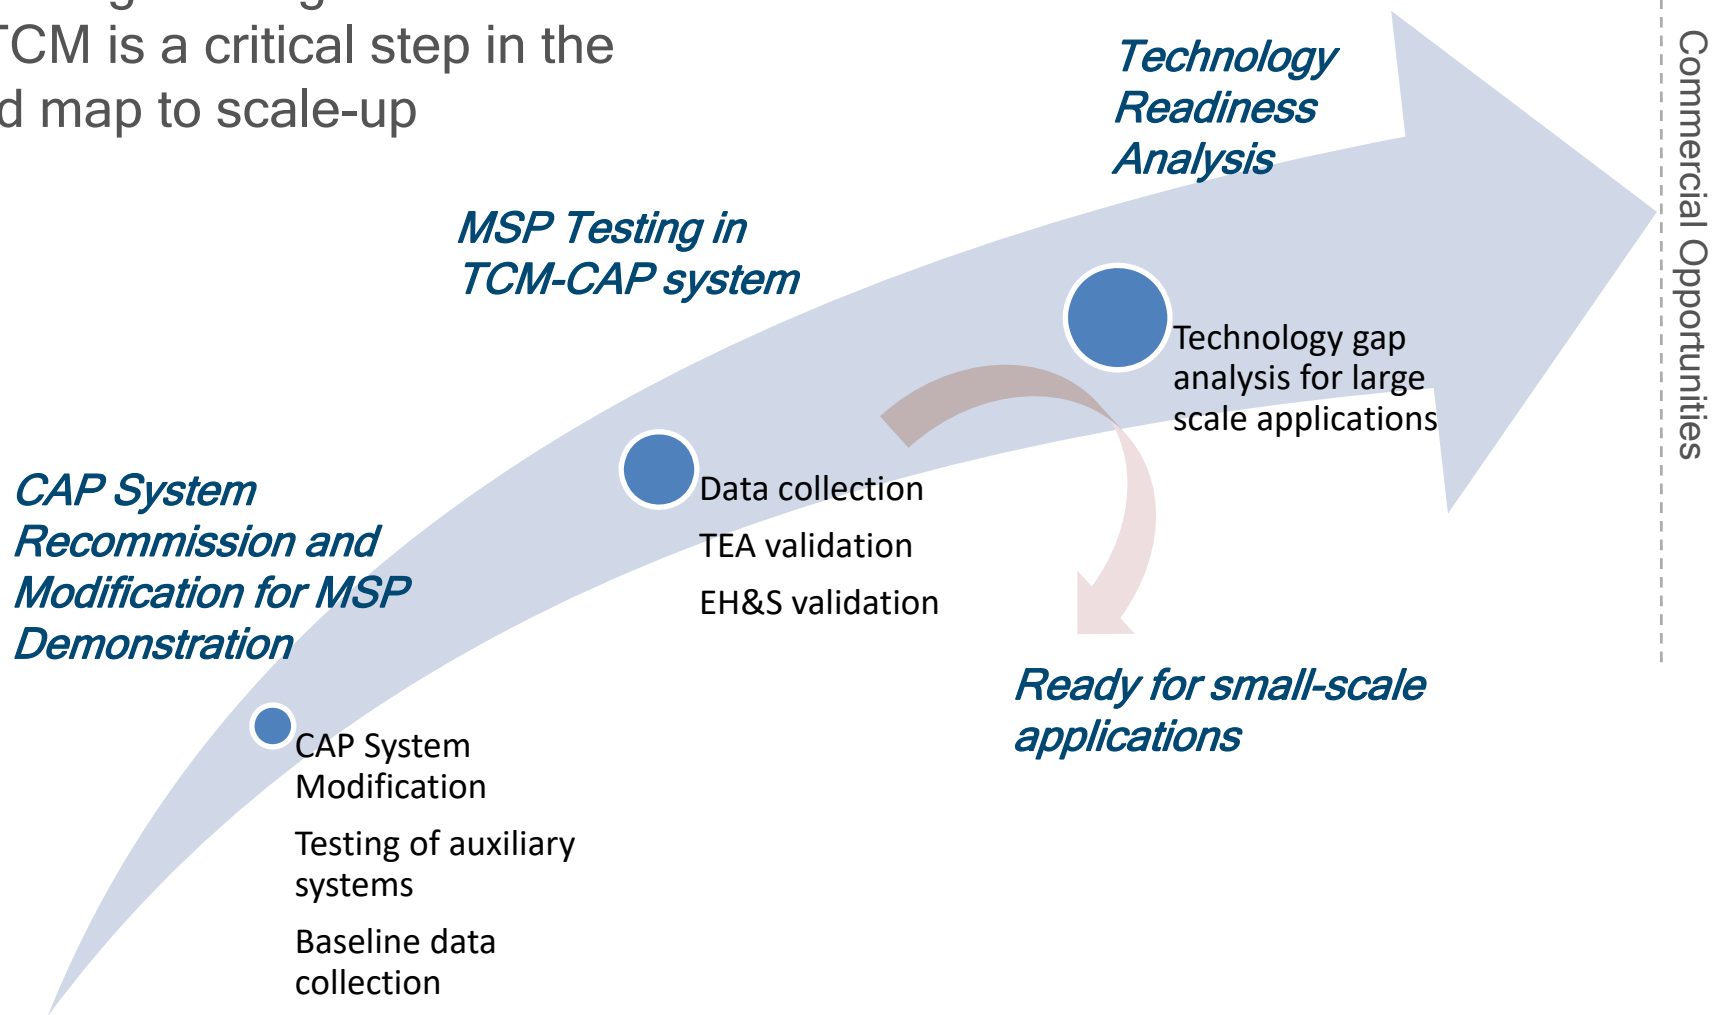 TCM is a critical step in the
d map to scale-up
Technology
Readiness
Analysis
MSP Testing in
TCM-CAP system
CAP System
Recommission and
Modification for MSP
Demonstration
Technology gap
analysis for large
scale applications
Data collection
TEA validation
EH&S validation
Ready for small-scale
applications
CAP System
Modification
Testing of auxiliary
systems
Baseline data
collection
Commercial Opportunities